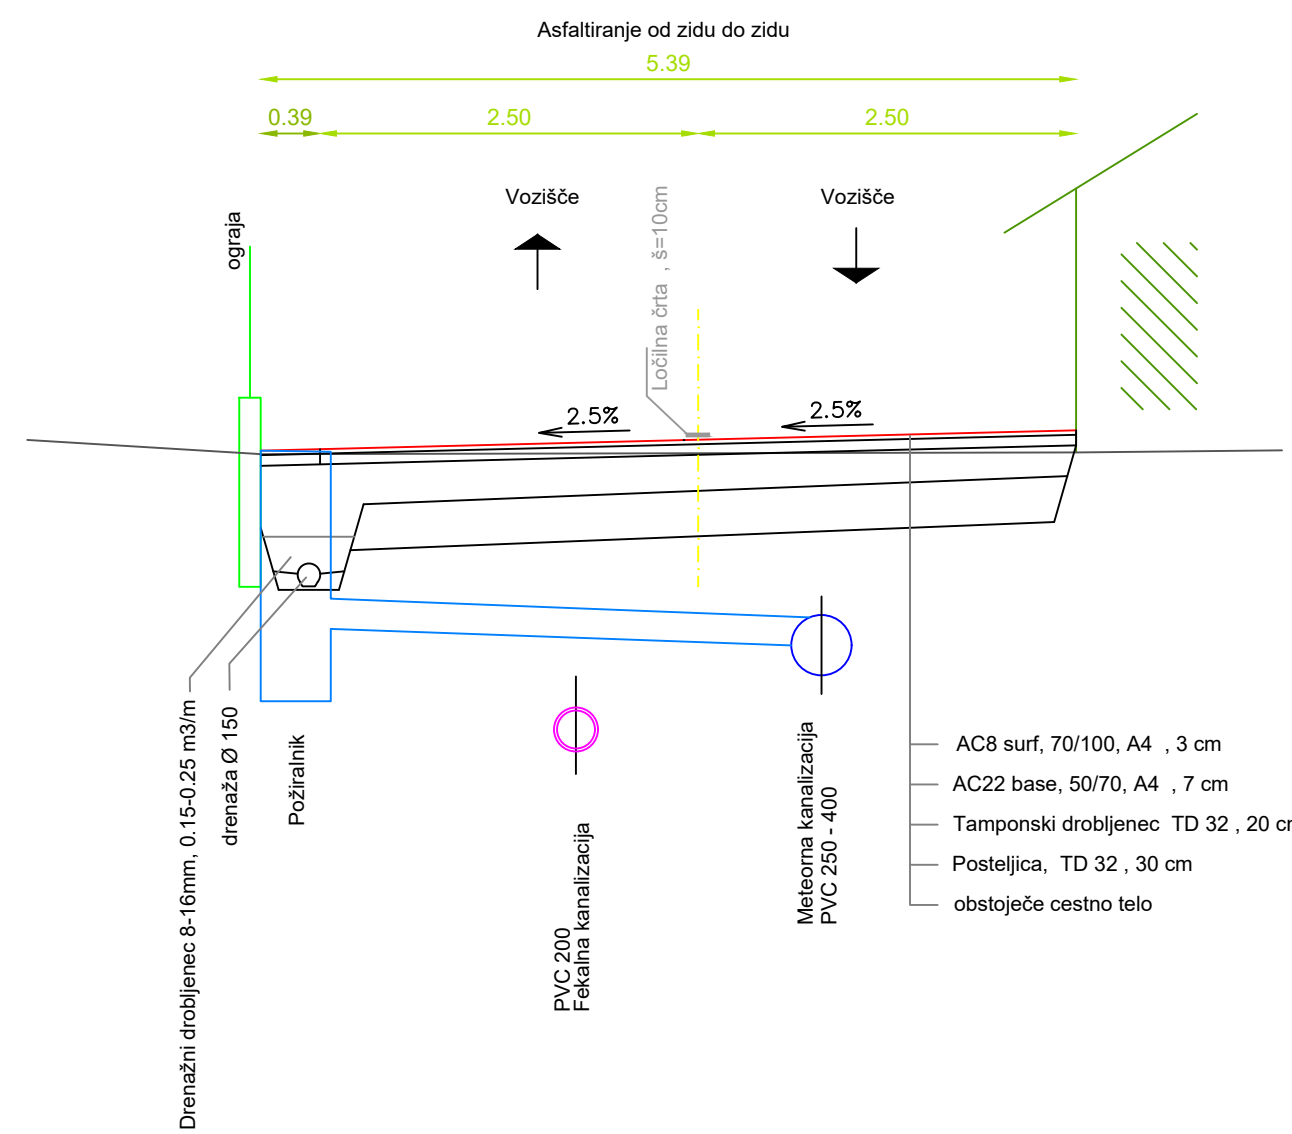 Asfaltiranje od zidu do zidu
5.39
0.39
2.50
2.50
Vozišče
Vozišče
ograja
Ločilna črta , š=10cm
2.5%
2.5%
Drenažni drobljenec 8-16mm, 0.15-0.25 m3/m
drenaža Ø 150
Požiralnik
PVC 200
Fekalna kanalizacija
Meteorna kanalizacija
PVC 250 - 400
AC8 surf, 70/100, A4 , 3 cm
AC22 base, 50/70, A4 , 7 cm
Tamponski drobljenec TD 32 , 20 cm
Posteljica, TD 32 , 30 cm
obstoječe cestno telo